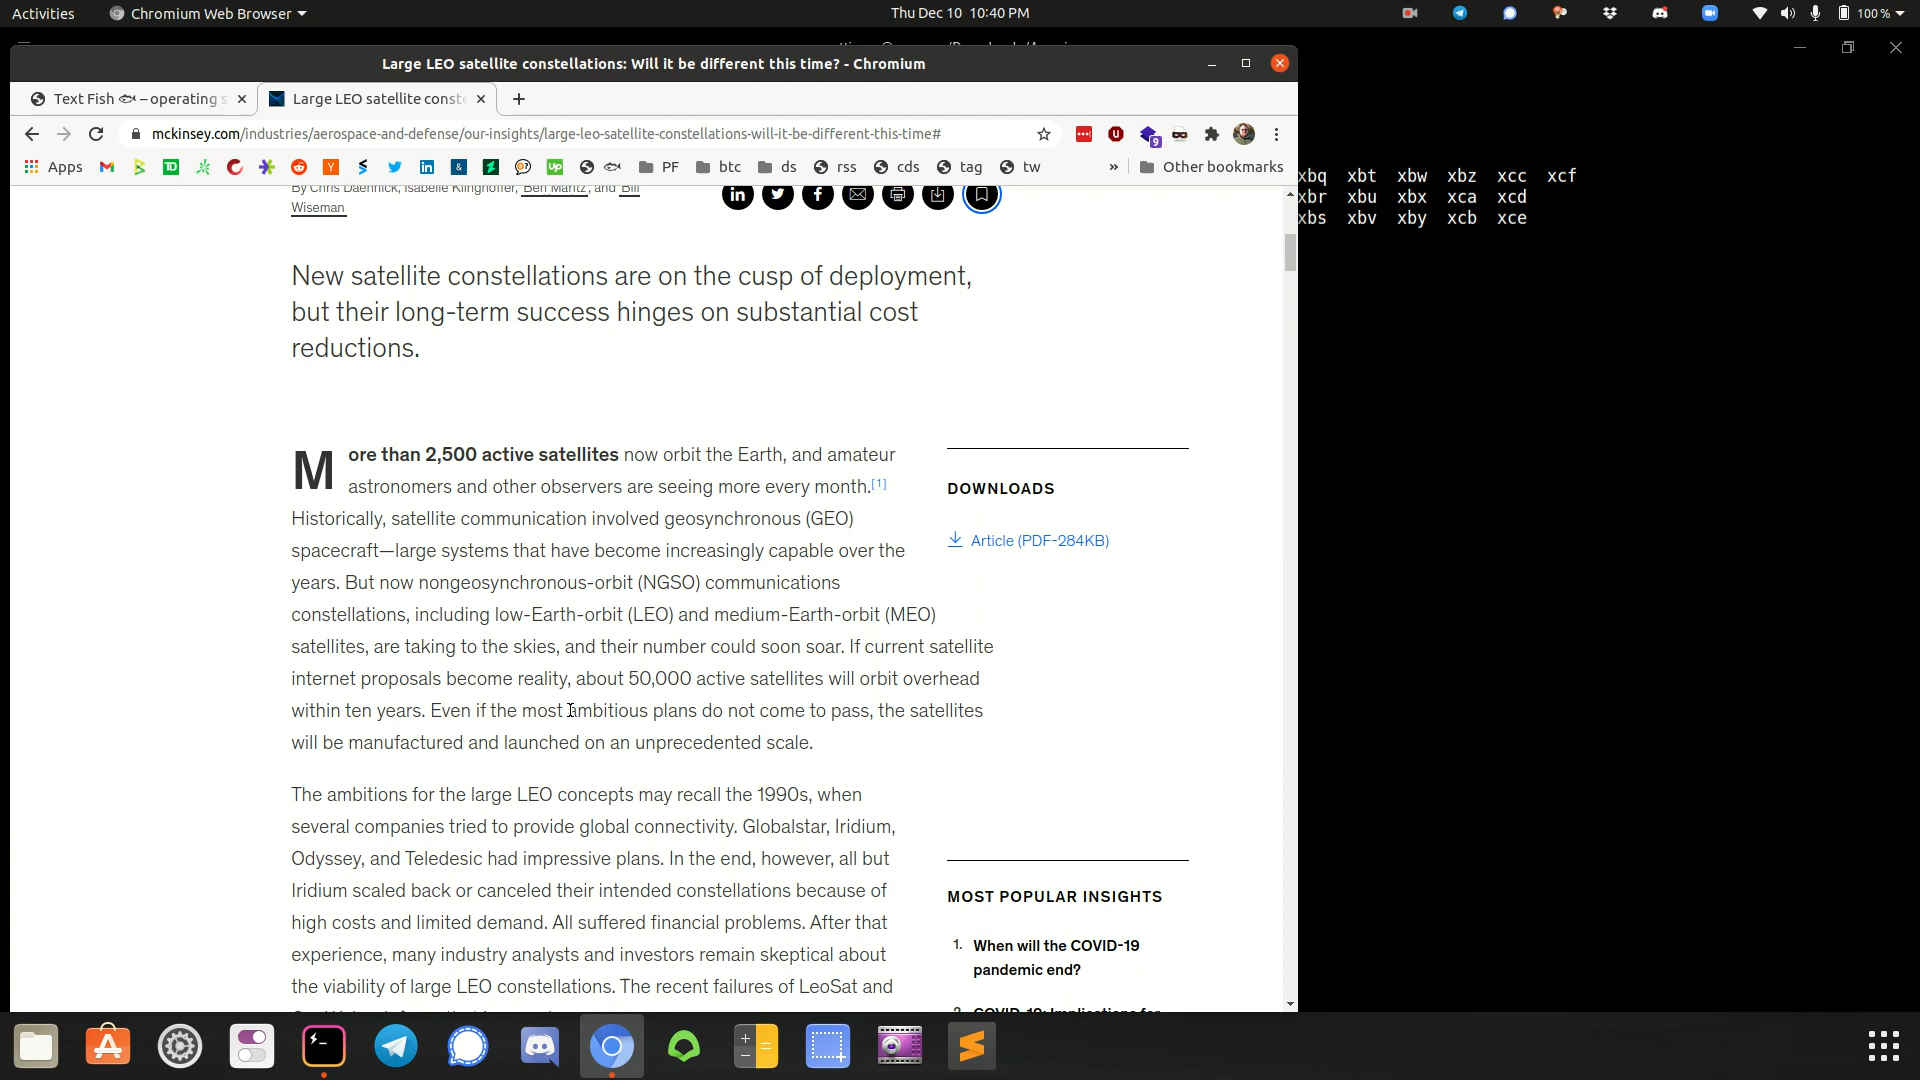 Activities Chromium Web Browser Thu Dec 10 10:40 PM 100 %
Large LEO satellite constellations: Will it be different this time? - Chromium
Text Fish – operating s Large LEO satellite const
mckinsey.com/industries/aerospace-and-defense/our-insights/large-leo-satellite-constellations-will-it-be-different-this-time#
9
Apps PF btc ds rss cds tag tw » Other bookmarks
xbq xbt xbw xbz xcc xcf
xbr xbu xbx xca xcd
xbs xbv xby xcb xce
By Chris Daehnick, Isabelle Klinghoffer, Ben Maritz, and Bill
Wiseman
New satellite constellations are on the cusp of deployment,
but their long-term success hinges on substantial cost
reductions.
More than 2,500 active satellites now orbit the Earth, and amateur
astronomers and other observers are seeing more every month.[1]
Historically, satellite communication involved geosynchronous (GEO)
spacecraft—large systems that have become increasingly capable over the
years. But now nongeosynchronous-orbit (NGSO) communications
constellations, including low-Earth-orbit (LEO) and medium-Earth-orbit (MEO)
satellites, are taking to the skies, and their number could soon soar. If current satellite
internet proposals become reality, about 50,000 active satellites will orbit overhead
within ten years. Even if the most ambitious plans do not come to pass, the satellites
will be manufactured and launched on an unprecedented scale.
The ambitions for the large LEO concepts may recall the 1990s, when
several companies tried to provide global connectivity. Globalstar, Iridium,
Odyssey, and Teledesic had impressive plans. In the end, however, all but
Iridium scaled back or canceled their intended constellations because of
high costs and limited demand. All suffered financial problems. After that
experience, many industry analysts and investors remain skeptical about
the viability of large LEO constellations. The recent failures of LeoSat and
DOWNLOADS
Article (PDF-284KB)
MOST POPULAR INSIGHTS
1. When will the COVID-19
pandemic end?
2. COVID-19: Implications for